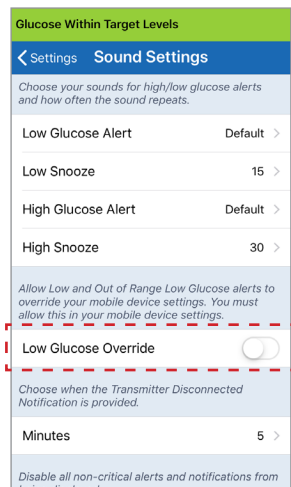 Glucose Within Target Levels
Settings Sound Settings
Choose your sounds for high/low glucose alerts
and how often the sound repeats.
Low Glucose Alert Default
Low Snooze 15
High Glucose Alert Default
High Snooze 30
Allow Low and Out of Range Low Glucose alerts to
override your mobile device settings. You must
allow this in your mobile device settings.
Low Glucose Override
Choose when the Transmitter Disconnected
Notification is provided.
Minutes 5
Disable all non-critical alerts and notifications from